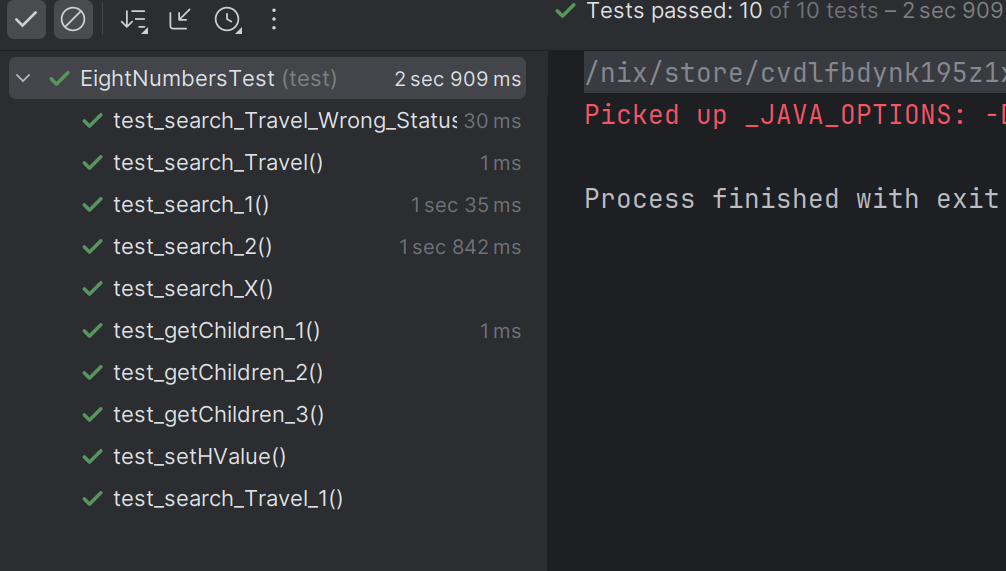 Tests passed: 10 of 10 tests – 2 sec 909
EightNumbersTest (test) 2 sec 909 ms
test_search_Travel_Wrong_Status 30 ms
test_search_Travel() 1 ms
test_search_1() 1 sec 35 ms
test_search_2() 1 sec 842 ms
test_search_X()
test_getChildren_1() 1 ms
test_getChildren_2()
test_getChildren_3()
test_setHValue()
test_search_Travel_1()
/nix/store/cvdlfbdynk195z1x
Picked up _JAVA_OPTIONS: -D
Process finished with exit